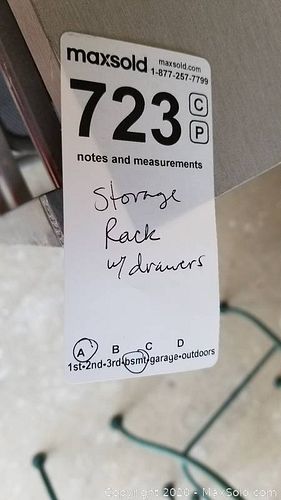 maxsold maxsold.com
1-877-257-7799
723 C
P
notes and measurements
Storage
Rack
w/ drawers
A B C D
1st•2nd•3rd•bsmt•garage•outdoors
Copyright 2020 - MaxSold.com